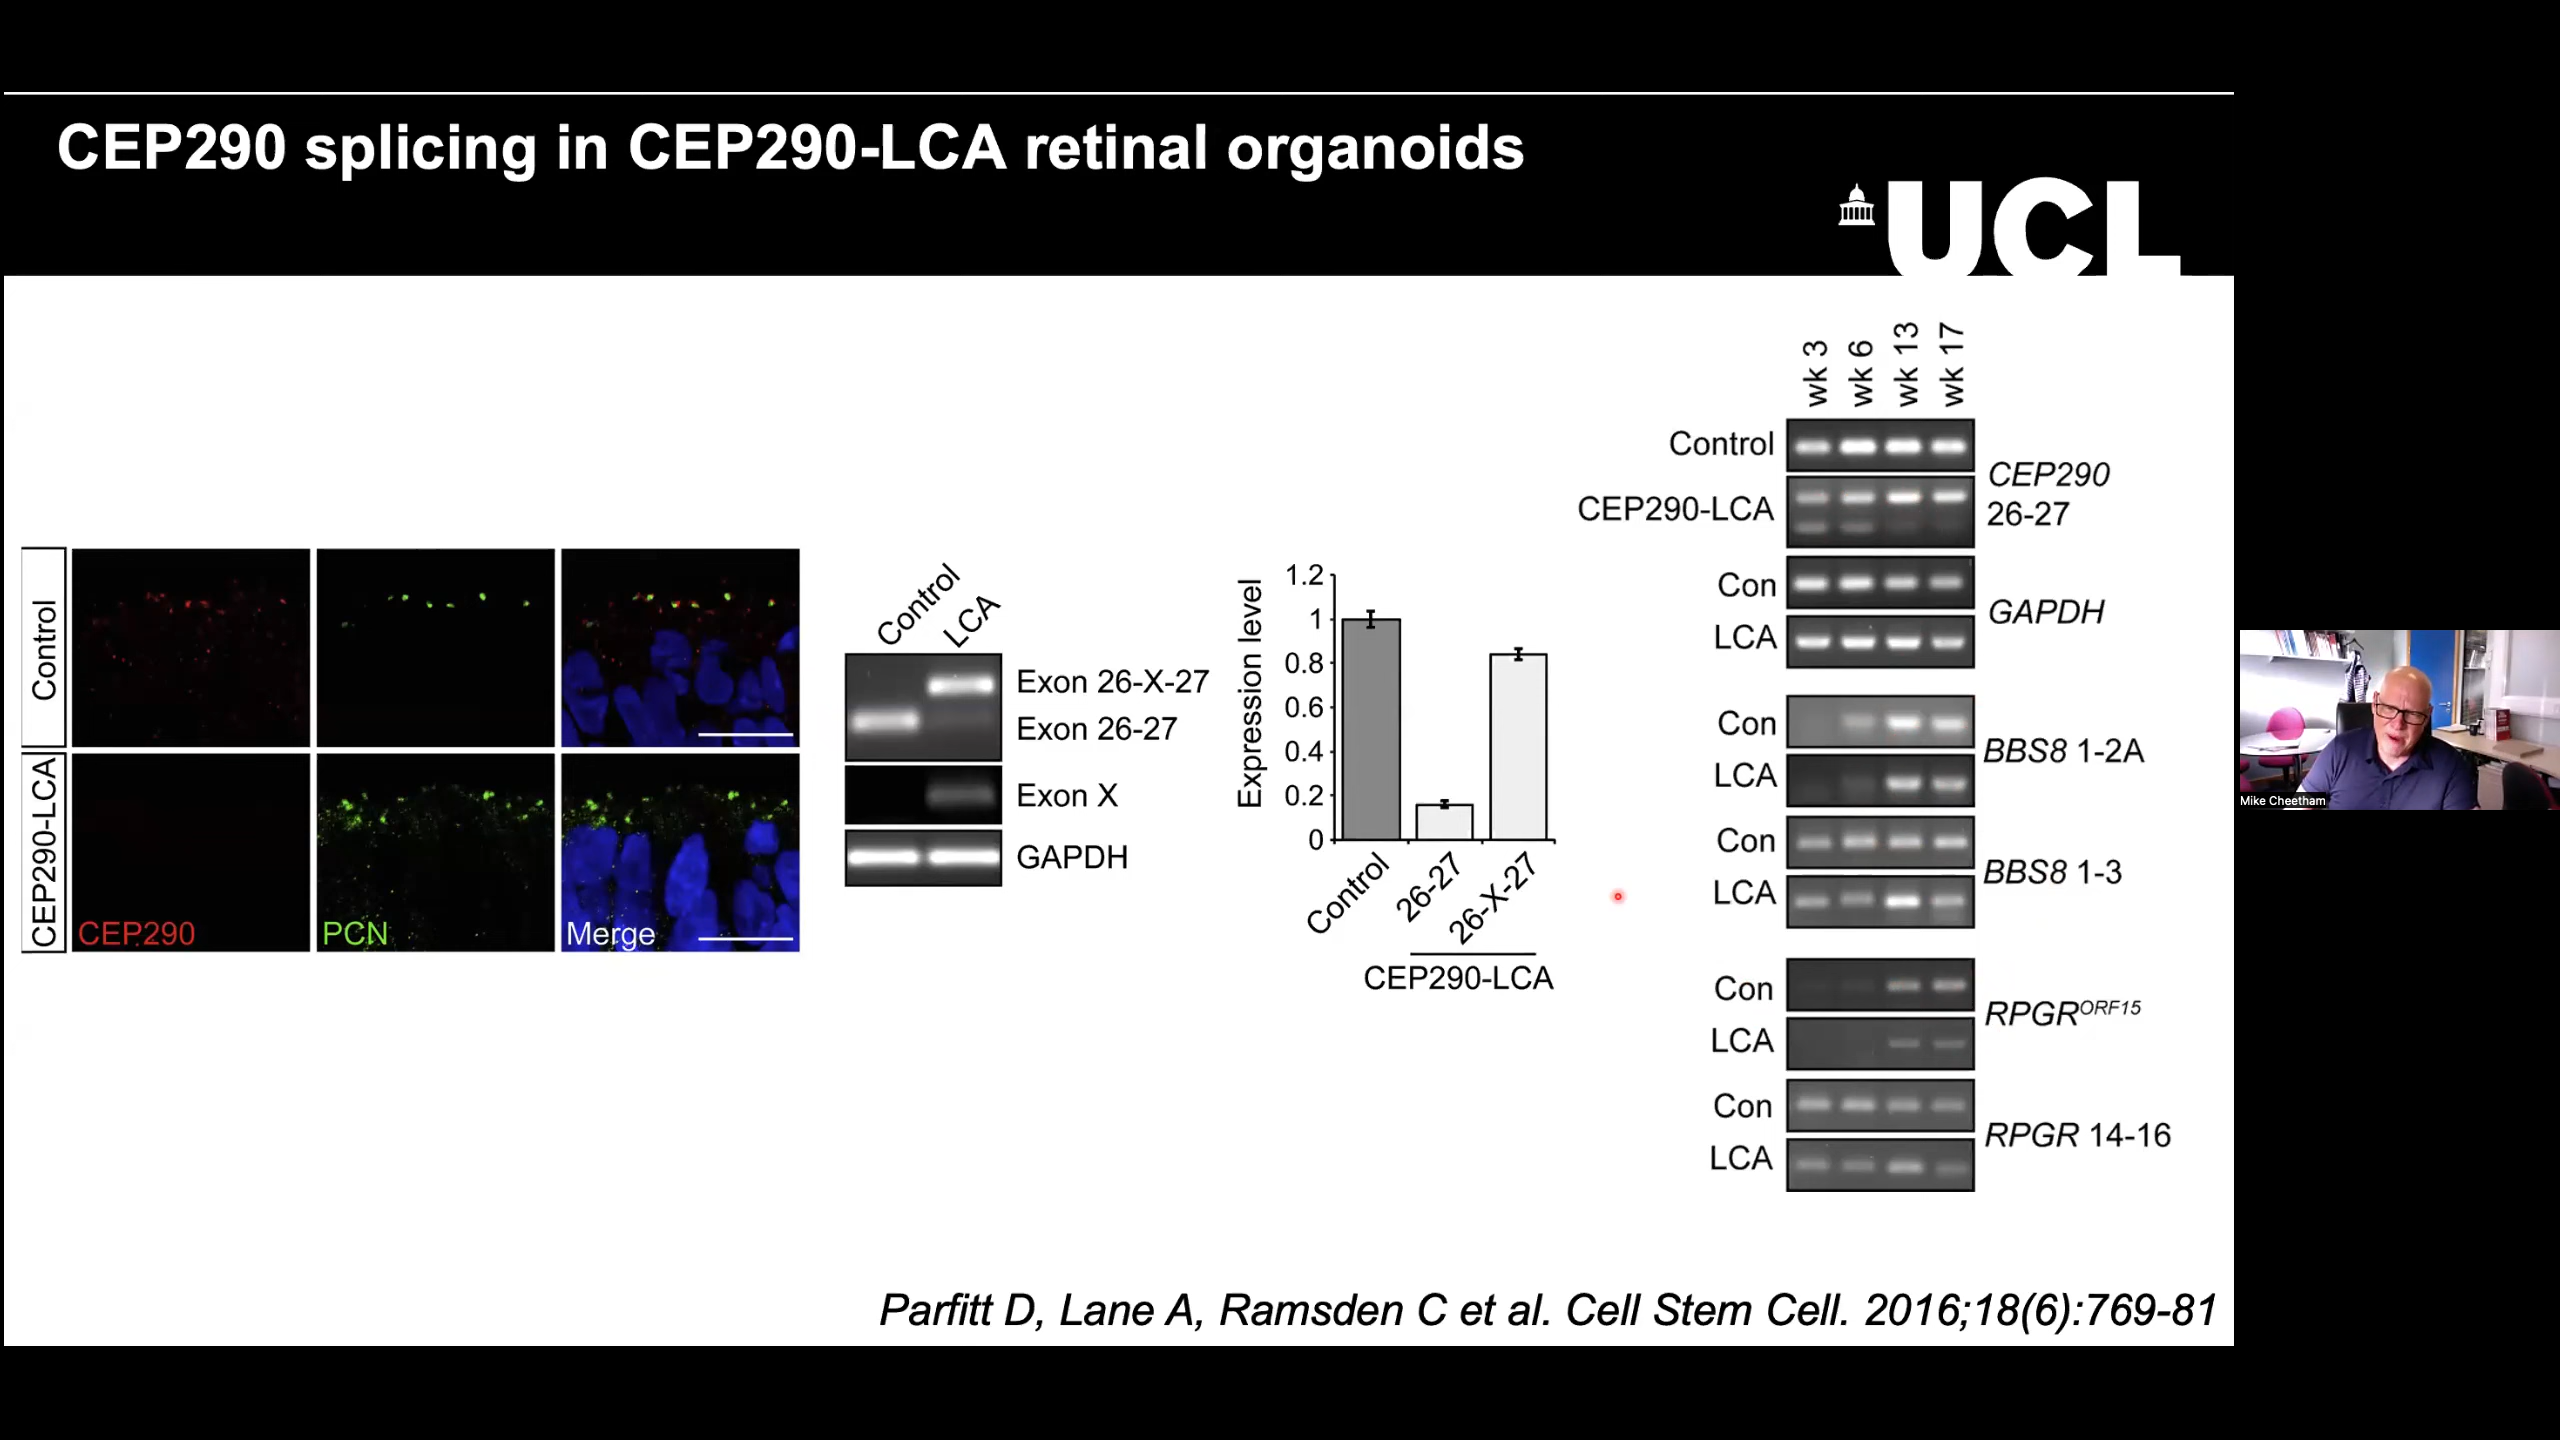 CEP290 splicing in CEP290-LCA retinal organoids
UCL
Control
CEP290-LCA
CEP290
PCN
Merge
Control
LCA
Exon 26-X-27
Exon 26-27
Exon X
GAPDH
Expression level
1.2
1
0.8
0.6
0.4
0.2
0
Control
26-27
26-X-27
CEP290-LCA
wk 3
wk 6
wk 13
wk 17
Control
CEP290-LCA
CEP290
26-27
Con
LCA
GAPDH
Con
LCA
BBS8 1-2A
Con
LCA
BBS8 1-3
Con
LCA
RPGRORF15
Con
LCA
RPGR 14-16
Parfitt D, Lane A, Ramsden C et al. Cell Stem Cell. 2016;18(6):769-81
Mike Cheetham